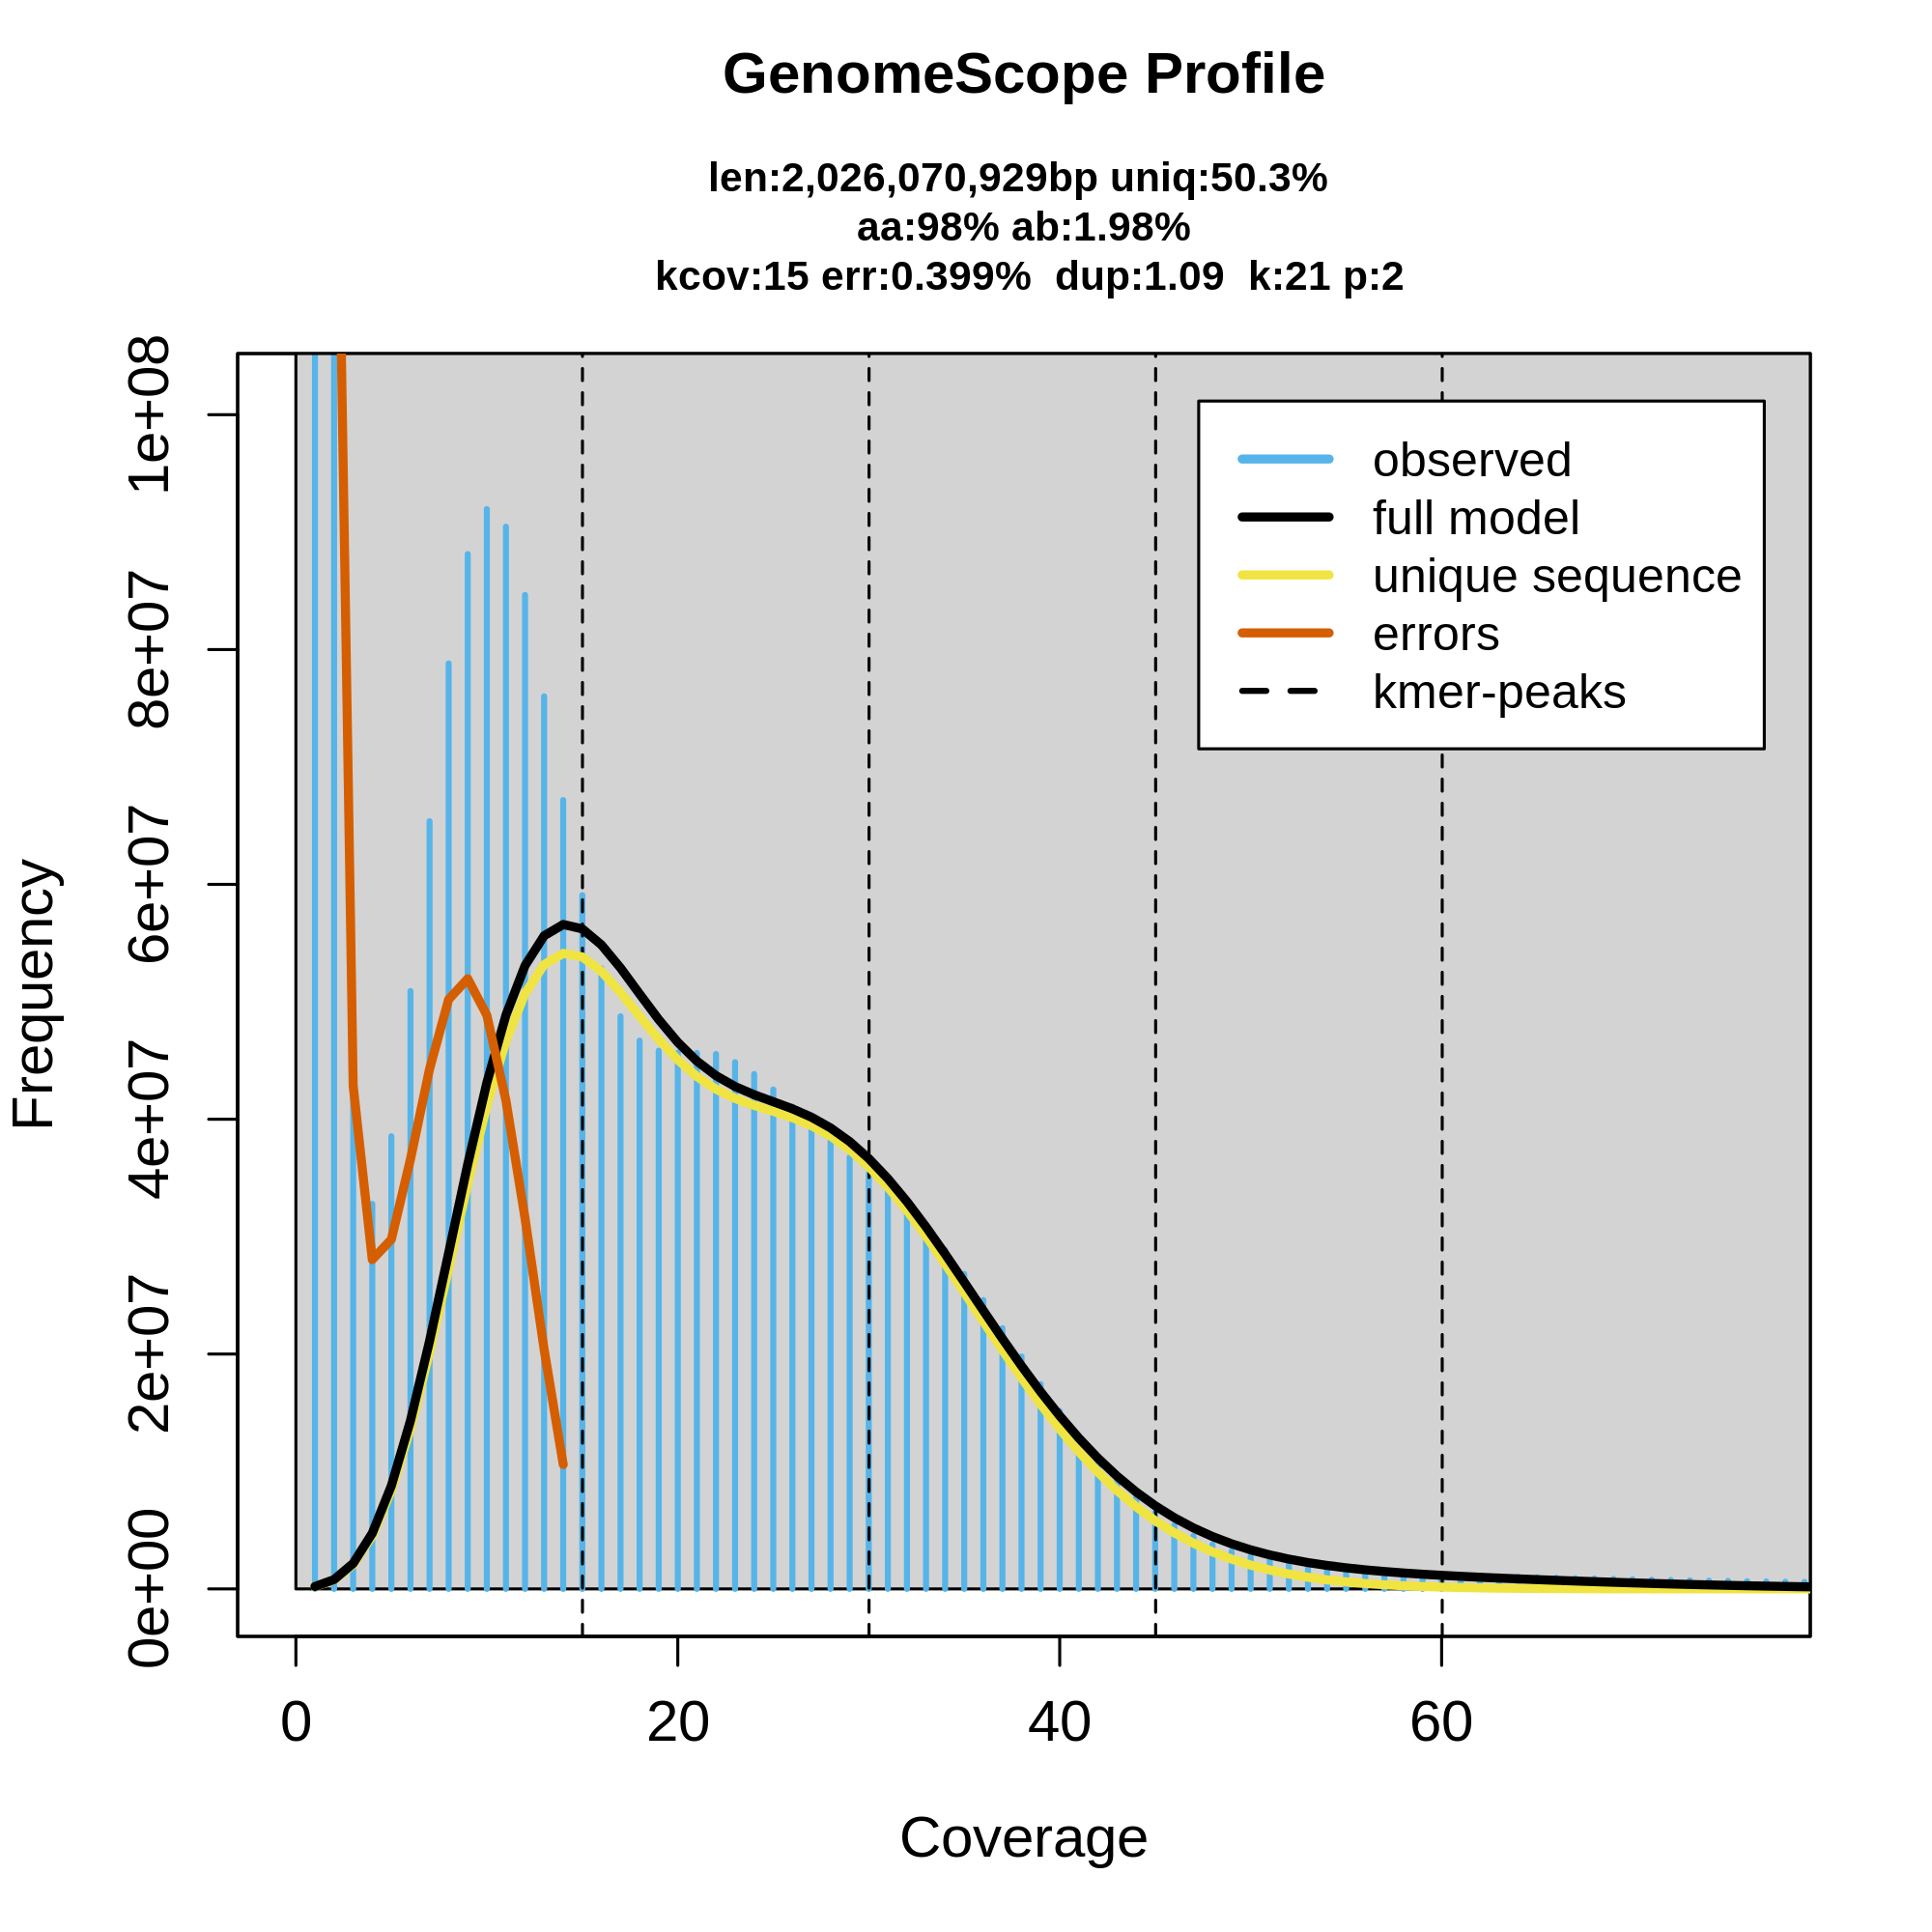 GenomeScope Profile
len:2,026,070,929bp uniq:50.3%
aa:98% ab:1.98%
kcov:15 err:0.399%  dup:1.09  k:21 p:2
observed
full model
unique sequence
errors
kmer-peaks
Frequency
1e+08
8e+07
6e+07
4e+07
2e+07
0e+00
0 20 40 60
Coverage